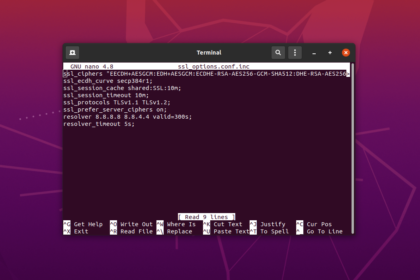 Terminal
GNU nano 4.8 ssl_options.conf.inc
ssl_ciphers "EECDH+AESGCM:EDH+AESGCM:ECDHE-RSA-AES256-GCM-SHA512:DHE-RSA-AES256>
ssl_ecdh_curve secp384r1;
ssl_session_cache shared:SSL:10m;
ssl_session_timeout 10m;
ssl_protocols TLSv1.1 TLSv1.2;
ssl_prefer_server_ciphers on;
resolver 8.8.8.8 8.8.4.4 valid=300s;
resolver_timeout 5s;
[ Read 9 lines ]
^G Get Help ^O Write Out ^W Where Is ^K Cut Text ^J Justify ^C Cur Pos
^X Exit ^R Read File ^\ Replace ^U Paste Text ^T To Spell ^_ Go To Line